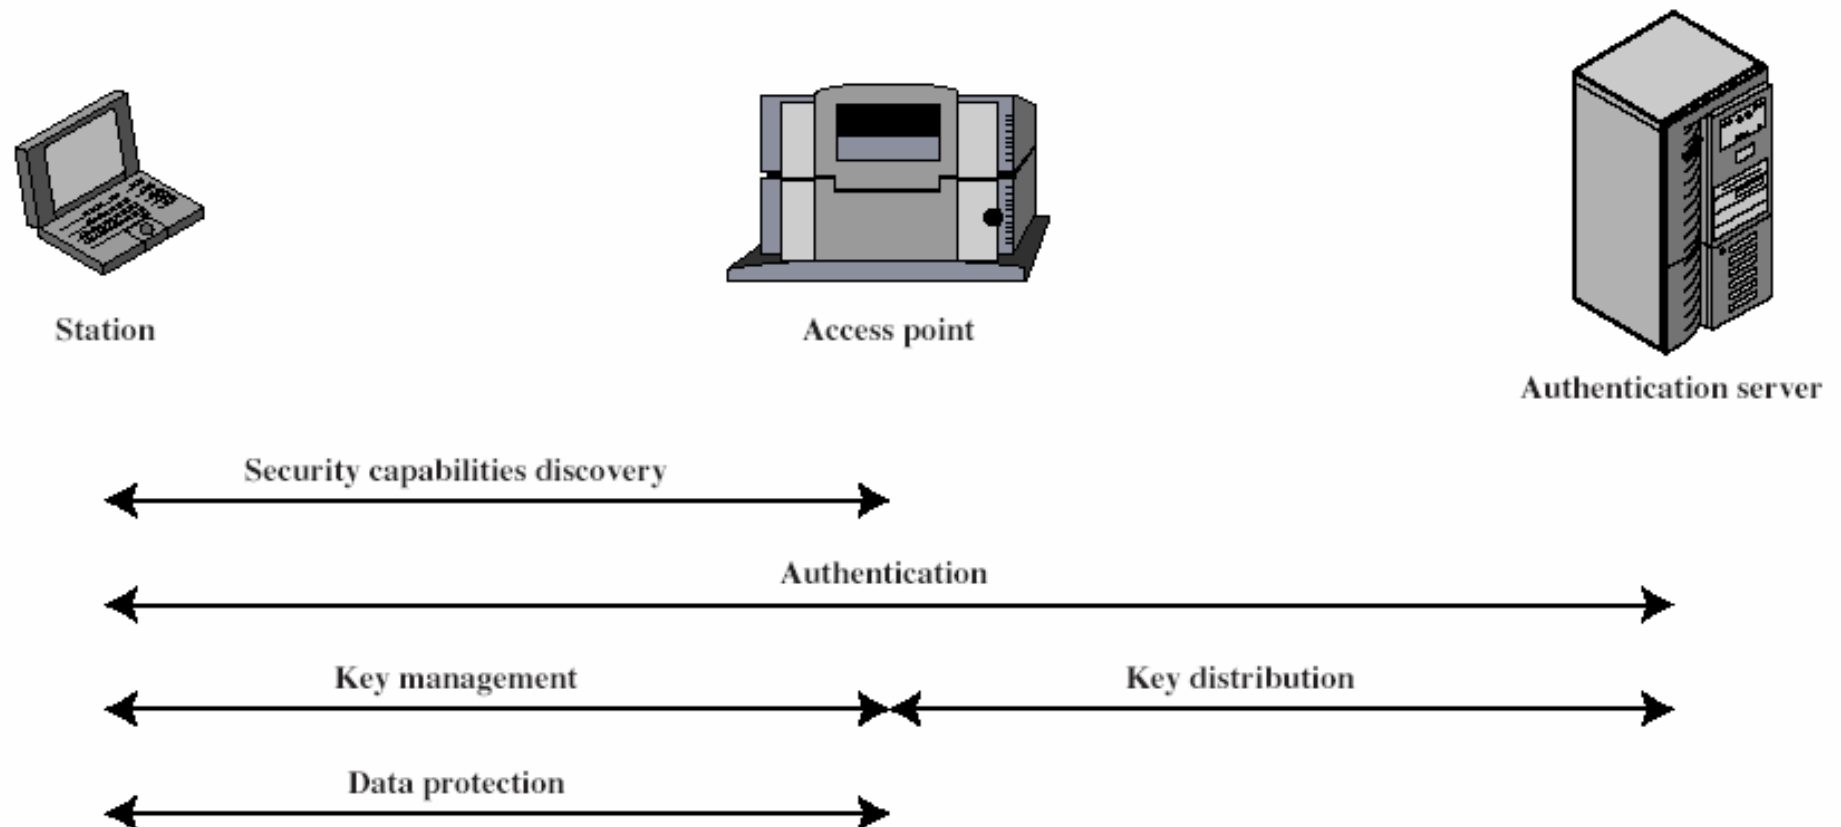 Station
Access point
Authentication server
Security capabilities discovery
Authentication
Key management
Key distribution
Data protection